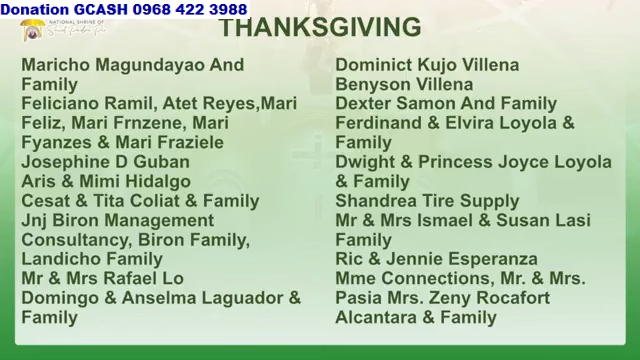 Donation GCASH 0968 422 3988
NATIONAL SHRINE OF
THANKSGIVING
Maricho Magundayao And
Family
Feliciano Ramil, Atet Reyes,Mari
Feliz, Mari Frnzene, Mari
Fyanzes & Mari Fraziele
Josephine D Guban
Aris & Mimi Hidalgo
Cesat & Tita Coliat & Family
Jnj Biron Management
Consultancy, Biron Family,
Landicho Family
Mr & Mrs Rafael Lo
Domingo & Anselma Laguador &
Family
Dominict Kujo Villena
Benyson Villena
Dexter Samon And Family
Ferdinand & Elvira Loyola &
Family
Dwight & Princess Joyce Loyola
& Family
Shandrea Tire Supply
Mr & Mrs Ismael & Susan Lasi
Family
Ric & Jennie Esperanza
Mme Connections, Mr. & Mrs.
Pasia Mrs. Zeny Rocafort
Alcantara & Family